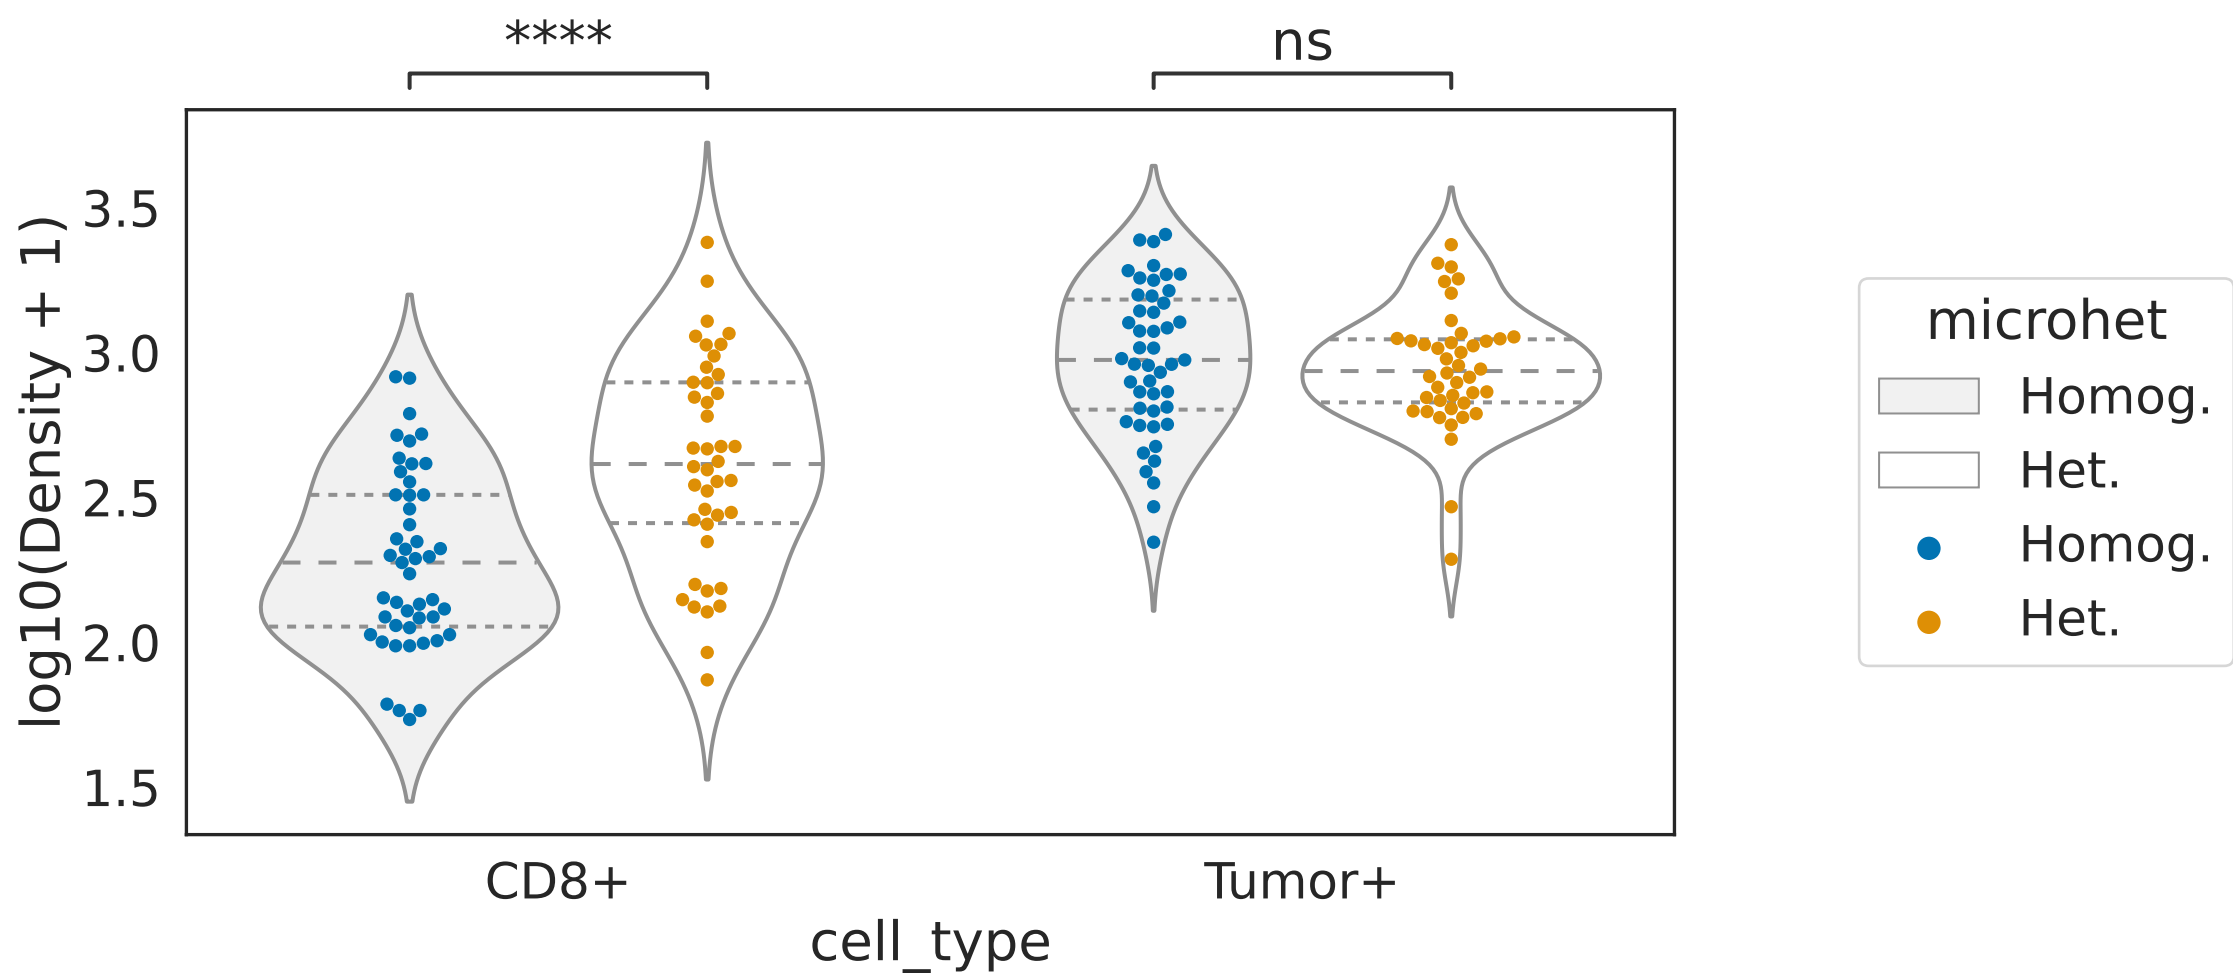 ****
ns
log10(Density + 1)
3.5
3.0
2.5
2.0
1.5
CD8+
Tumor+
cell_type
microhet
Homog.
Het.
Homog.
Het.